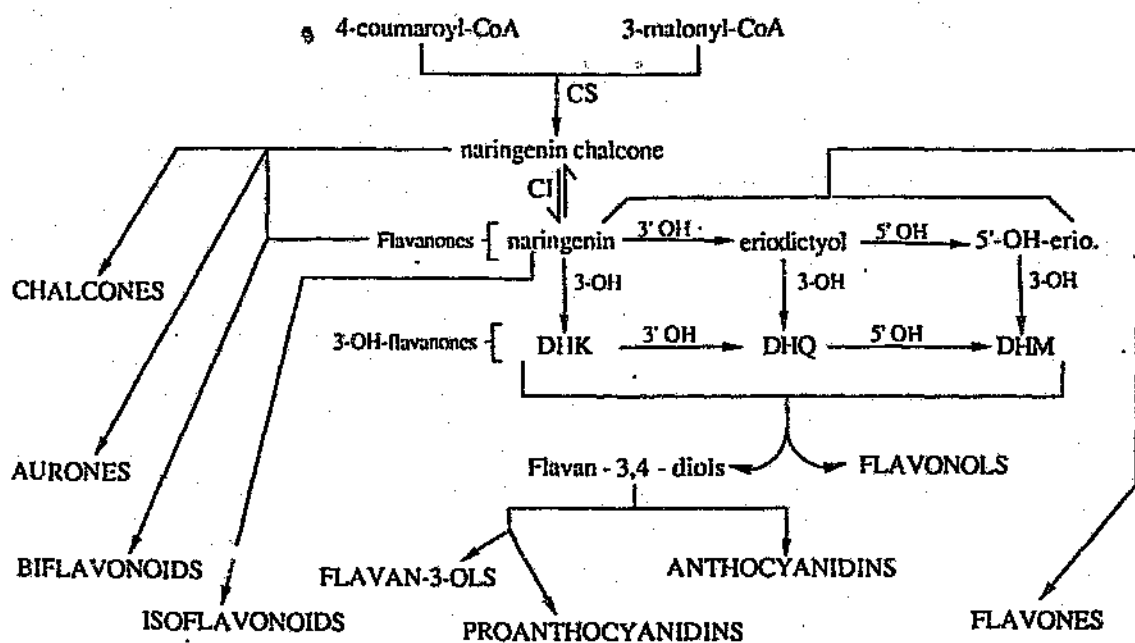 4-coumaroyl-CoA 3-malonyl-CoA
CS
naringenin chalcone
CI
Flavanones naringenin 3' OH eriodictyol 5' OH 5'-OH-erio.
3-OH 3-OH 3-OH
CHALCONES
3-OH-flavanones DHK 3' OH DHQ 5' OH DHM
AURONES Flavan - 3,4 - diols FLAVONOLS
BIFLAVONOIDS FLAVAN-3-OLS ANTHOCYANIDINS
ISOFLAVONOIDS PROANTHOCYANIDINS FLAVONES